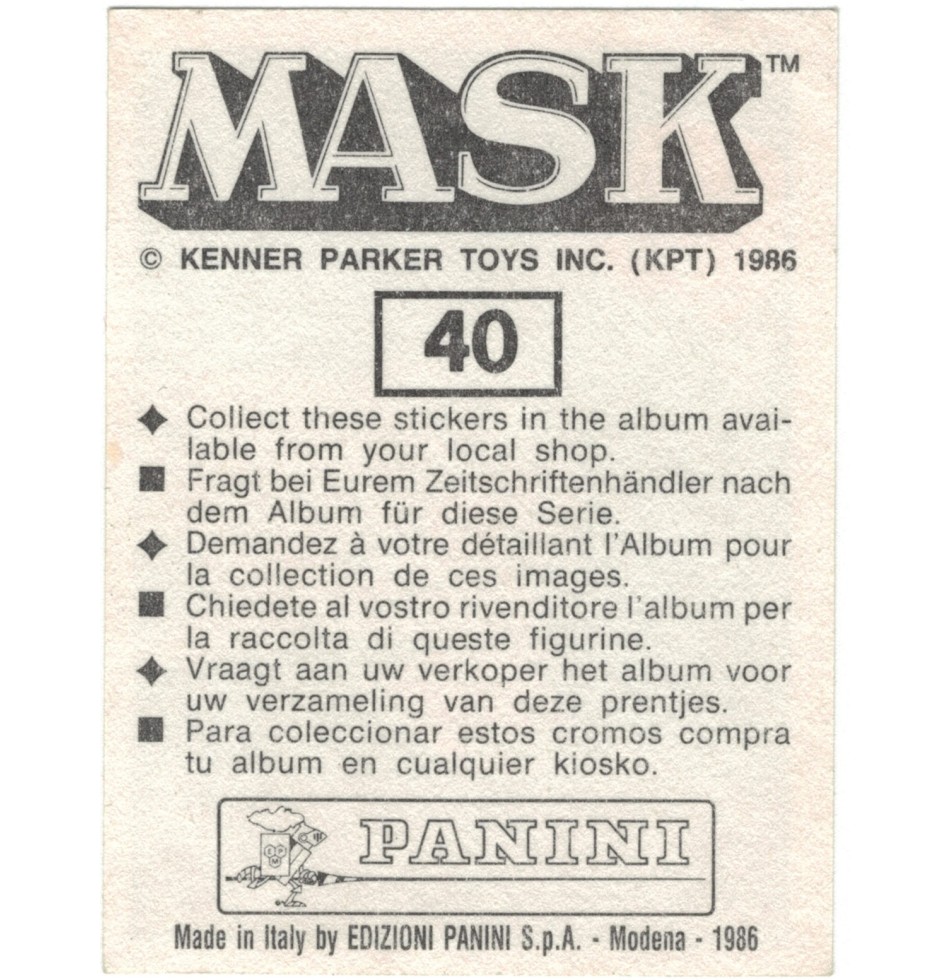 MASK™
© KENNER PARKER TOYS INC. (KPT) 1986
40
Collect these stickers in the album avai-
lable from your local shop.
Fragt bei Eurem Zeitschriftenhändler nach
dem Album für diese Serie.
Demandez à votre détaillant l'Album pour
la collection de ces images.
Chiedete al vostro rivenditore l'album per
la raccolta di queste figurine.
Vraagt aan uw verkoper het album voor
uw verzameling van deze prentjes.
Para coleccionar estos cromos compra
tu album en cualquier kiosko.
EPM
PANINI
Made in Italy by EDIZIONI PANINI S.p.A. - Modena - 1986